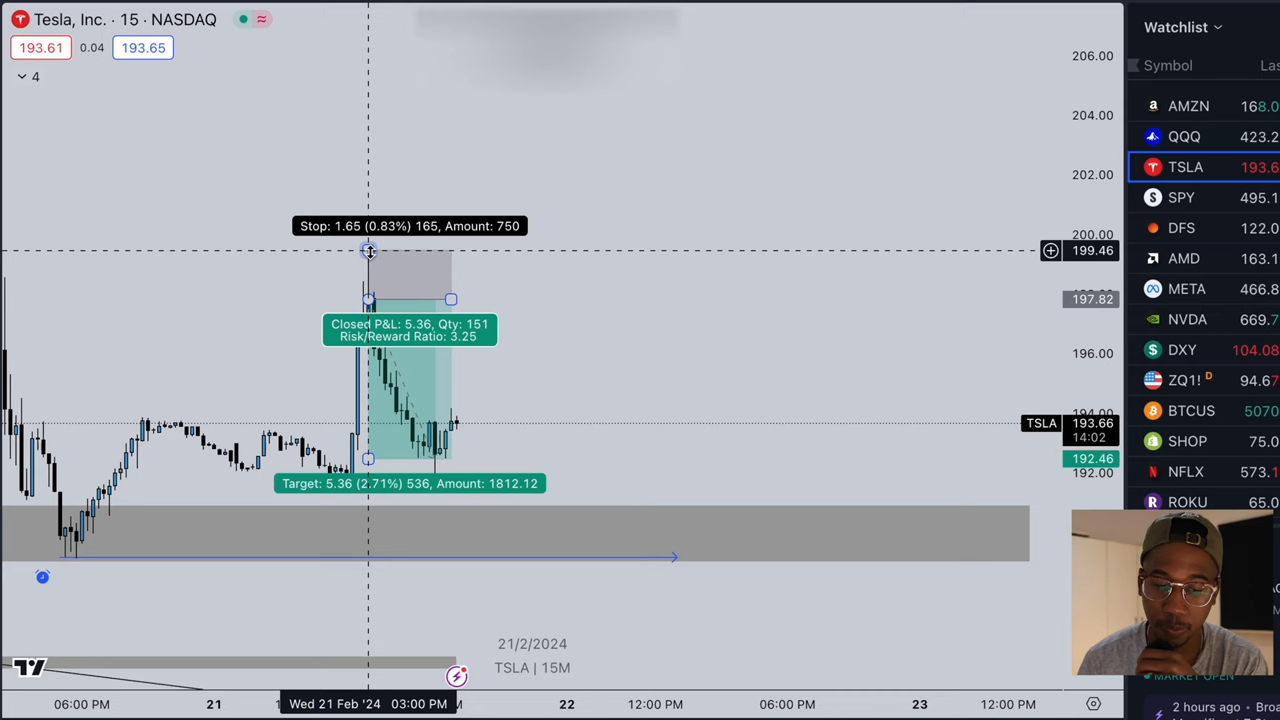 Tesla, Inc. · 15 · NASDAQ
193.61 0.04 193.65
4
Stop: 1.65 (0.83%) 165, Amount: 750
Closed P&L: 5.36, Qty: 151
Risk/Reward Ratio: 3.25
Target: 5.36 (2.71%) 536, Amount: 1812.12
206.00
204.00
202.00
200.00
199.46
197.82
196.00
194.00
TSLA 193.66
14:02
192.46
192.00
21/2/2024
TSLA | 15M
06:00 PM 21 Wed 21 Feb '24 03:00 PM 22 12:00 PM 06:00 PM 23 12:00 PM
Watchlist
Symbol Las
AMZN 168.0
QQQ 423.2
TSLA 193.6
SPY 495.1
DFS 122.0
AMD 163.1
META 466.8
NVDA 669.7
DXY 104.08
ZQ1! D 94.67
BTCUS 5070
SHOP 75.0
NFLX 573.1
ROKU 65.0
MARKET OPEN
2 hours ago • Broa